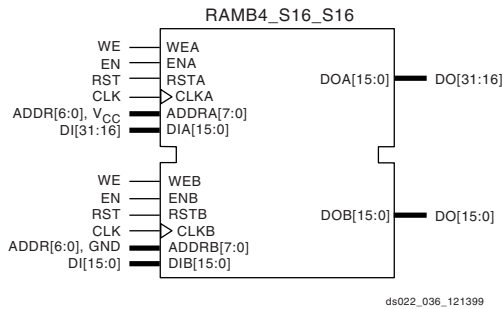 RAMB4_S16_S16
WE WEA
EN ENA
RST RSTA
CLK CLKA
ADDR[6:0], VCC ADDRA[7:0]
DI[31:16] DIA[15:0]
DOA[15:0] DO[31:16]
WE WEB
EN ENB
RST RSTB
CLK CLKB
ADDR[6:0], GND ADDRB[7:0]
DI[15:0] DIB[15:0]
DOB[15:0] DO[15:0]
ds022_036_121399